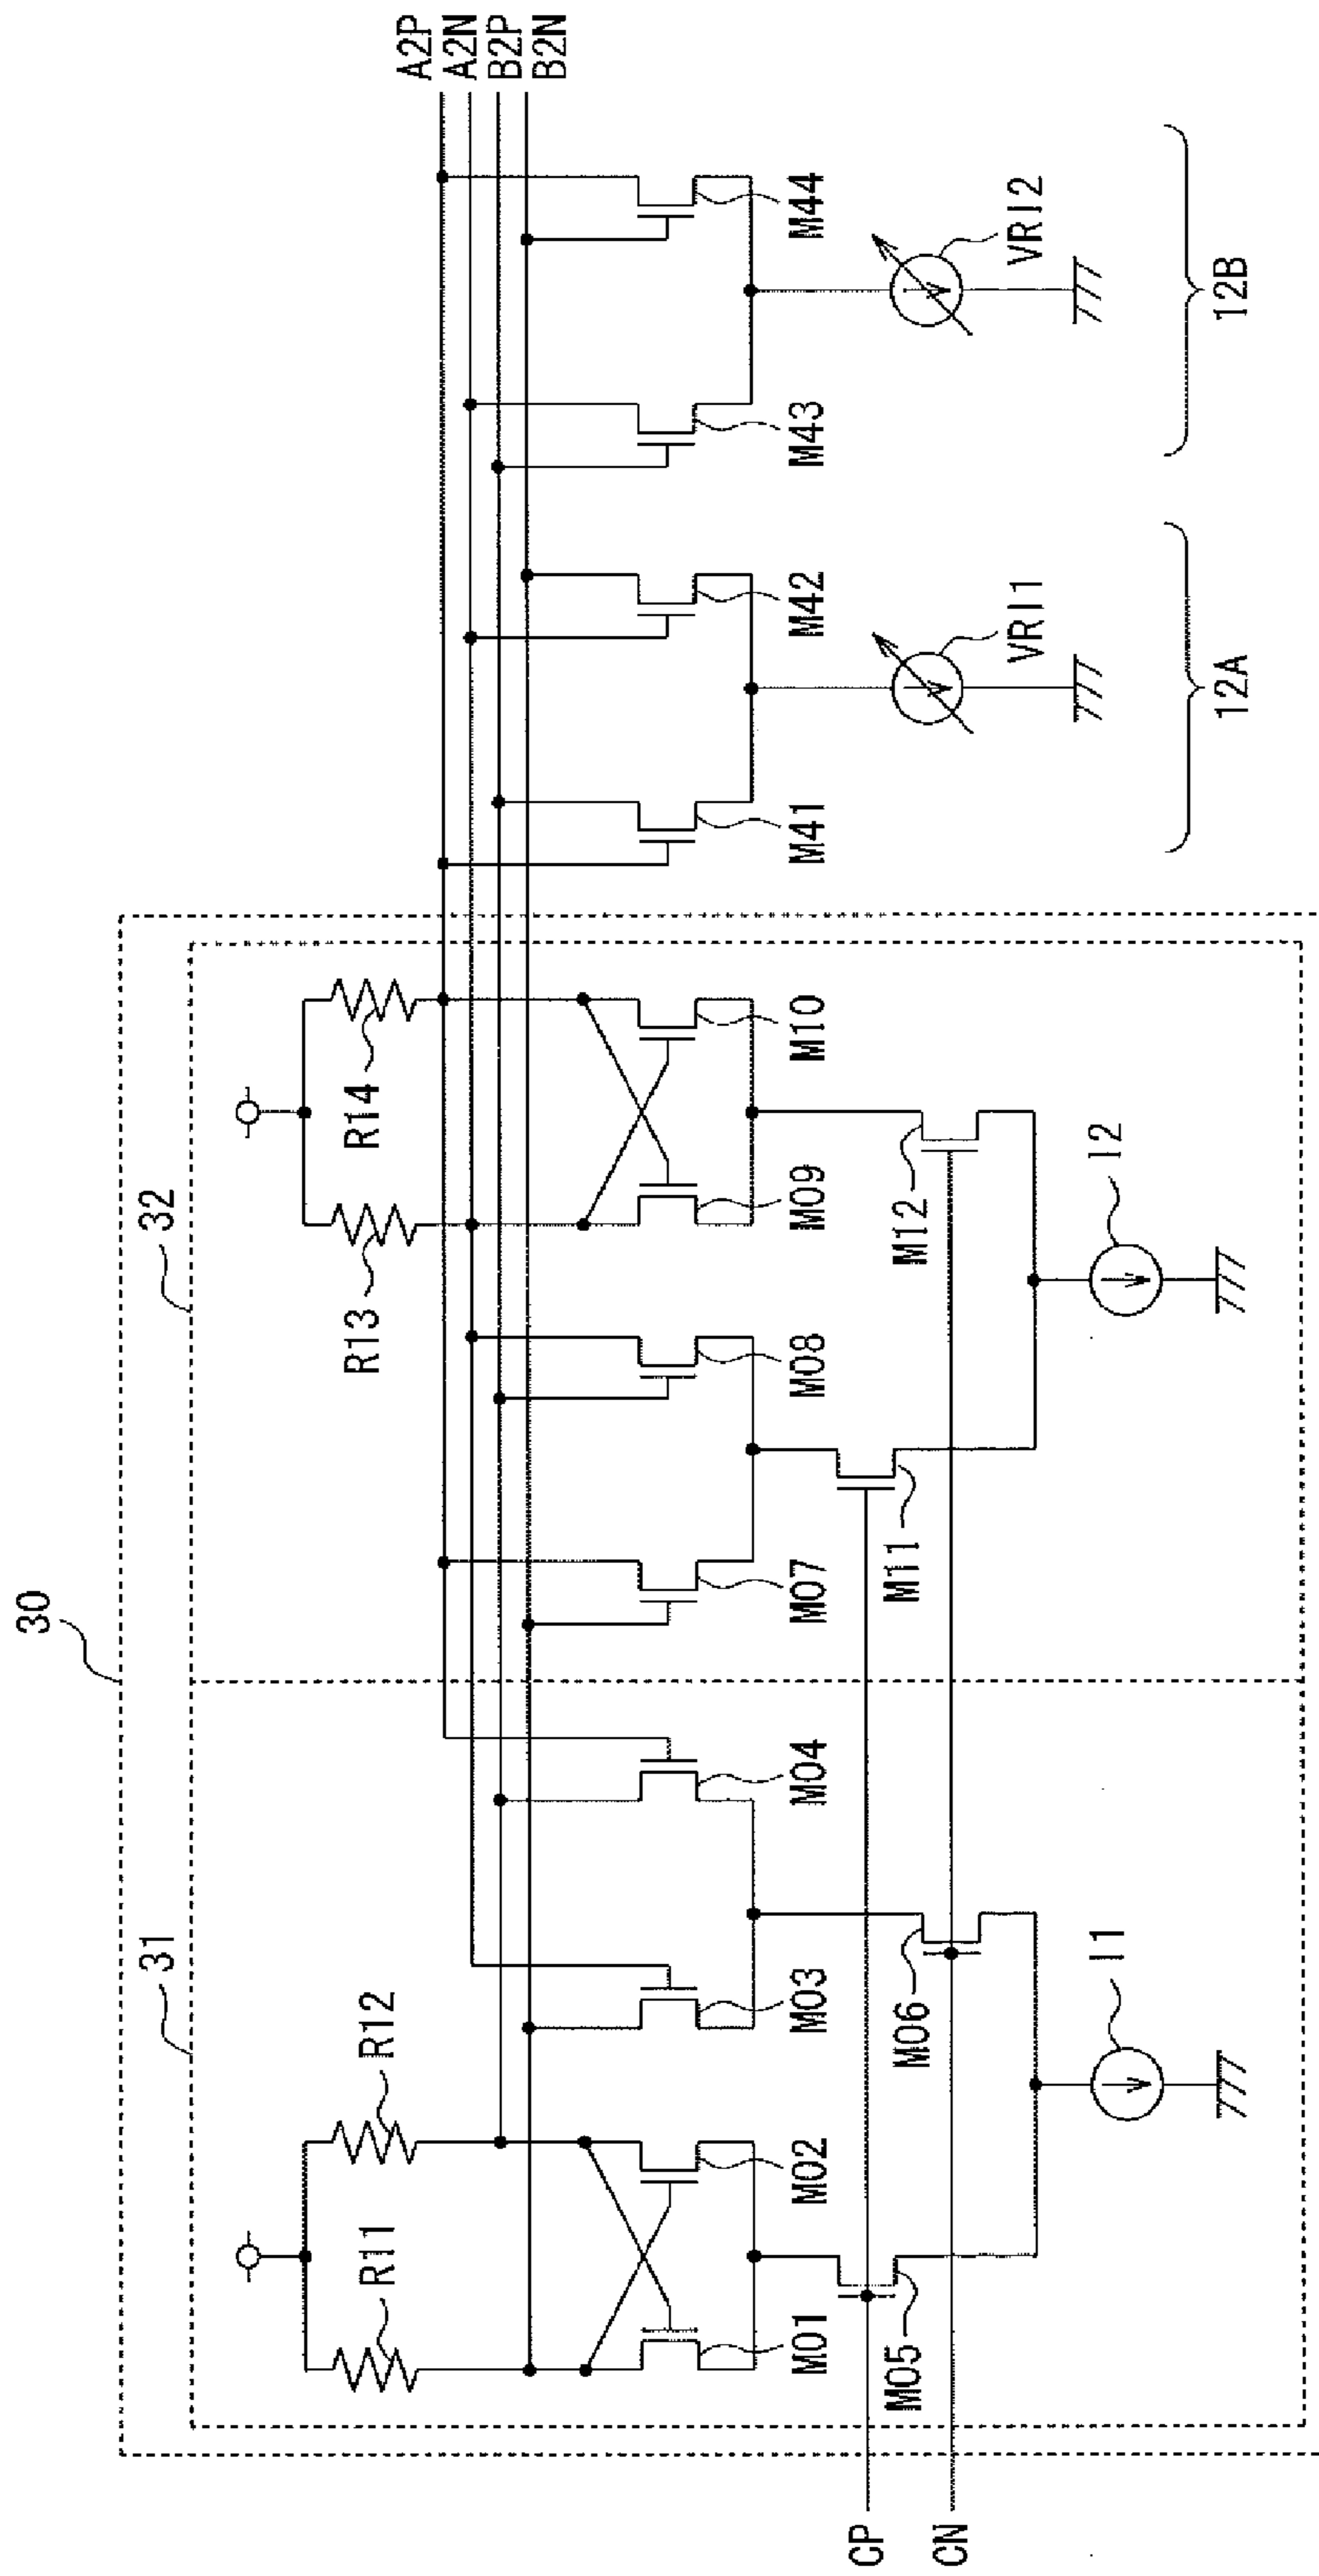 30
31
32
R11
R12
R13
R14
A2P
A2N
B2P
B2N
M01
M02
M03
M04
M07
M08
M09
M10
M41
M42
M43
M44
M05
M06
M11
M12
CP
CN
I1
I2
VRI1
VRI2
12A
12B